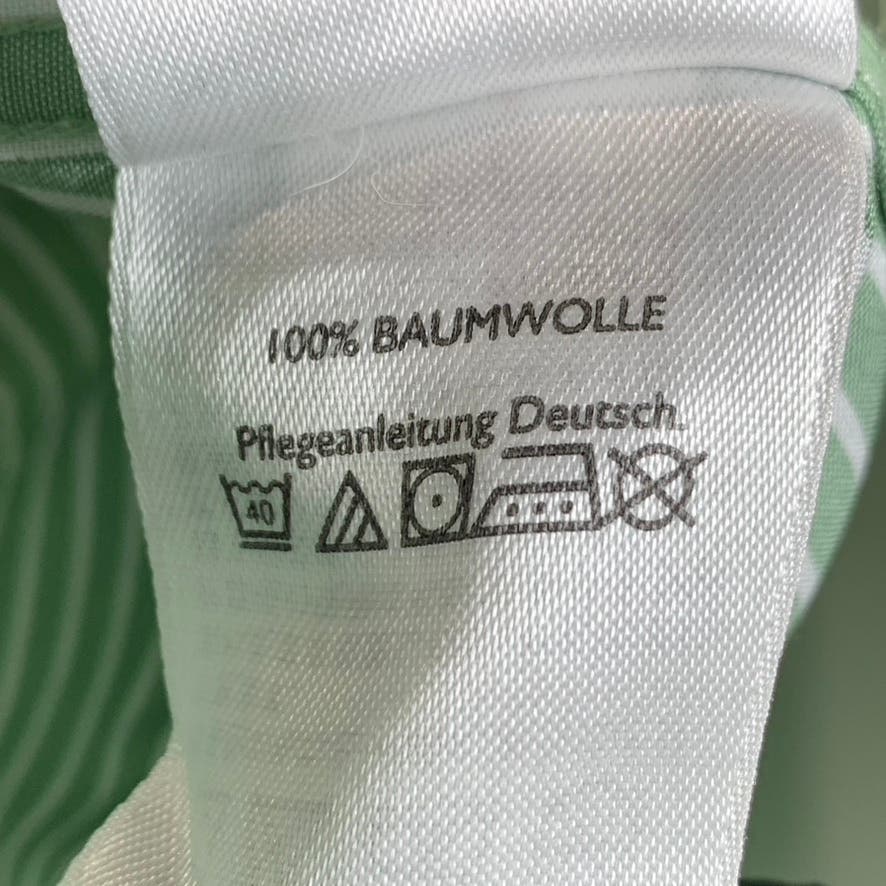 100% BAUMWOLLE
Pflegeanleitung Deutsch.
40